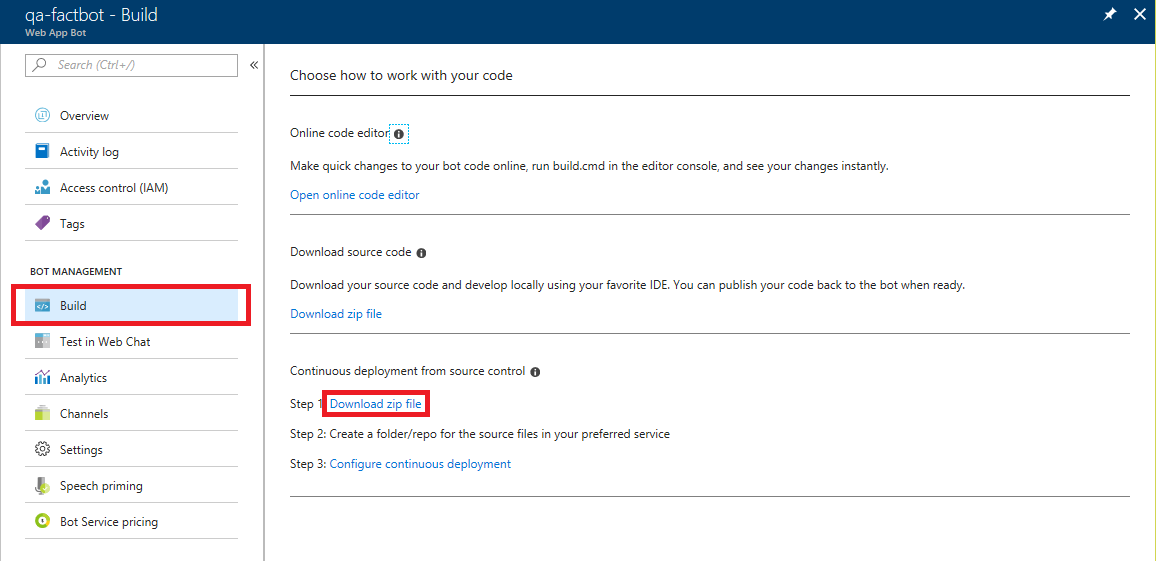 qa-factbot - Build
Web App Bot
Search (Ctrl+/)
«
Overview
Activity log
Access control (IAM)
Tags
BOT MANAGEMENT
Build
Test in Web Chat
Analytics
Channels
Settings
Speech priming
Bot Service pricing
Choose how to work with your code
Online code editor
Make quick changes to your bot code online, run build.cmd in the editor console, and see your changes instantly.
Open online code editor
Download source code
Download your source code and develop locally using your favorite IDE. You can publish your code back to the bot when ready.
Download zip file
Continuous deployment from source control
Step 1 Download zip file
Step 2: Create a folder/repo for the source files in your preferred service
Step 3: Configure continuous deployment